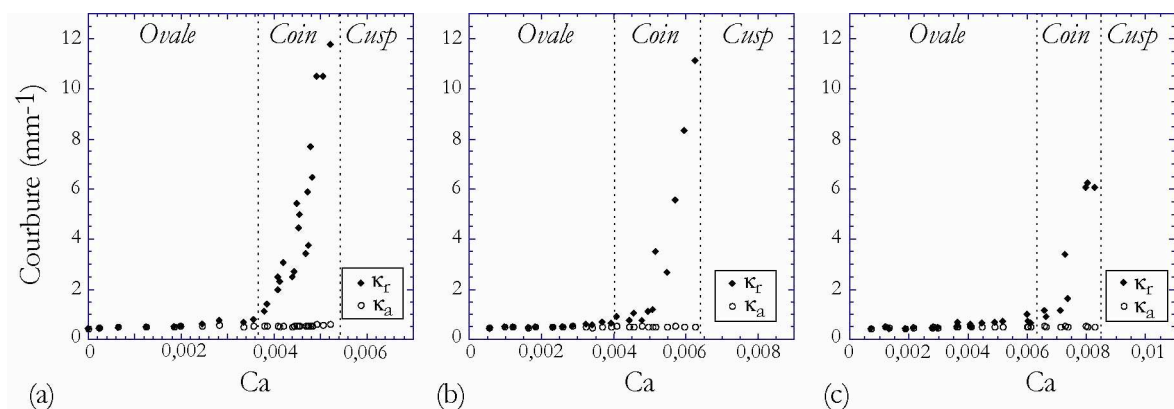 Courbure (mm-1)
12
10
8
6
4
2
0
Ovale Coin Cusp
κr
κa
0 0,002 0,004 0,006
Ca
(a)
12
10
8
6
4
2
0
Ovale Coin Cusp
κr
κa
0 0,002 0,004 0,006 0,008
Ca
(b)
12
10
8
6
4
2
0
Ovale Coin Cusp
κr
κa
0 0,002 0,004 0,006 0,008 0,01
Ca
(c)